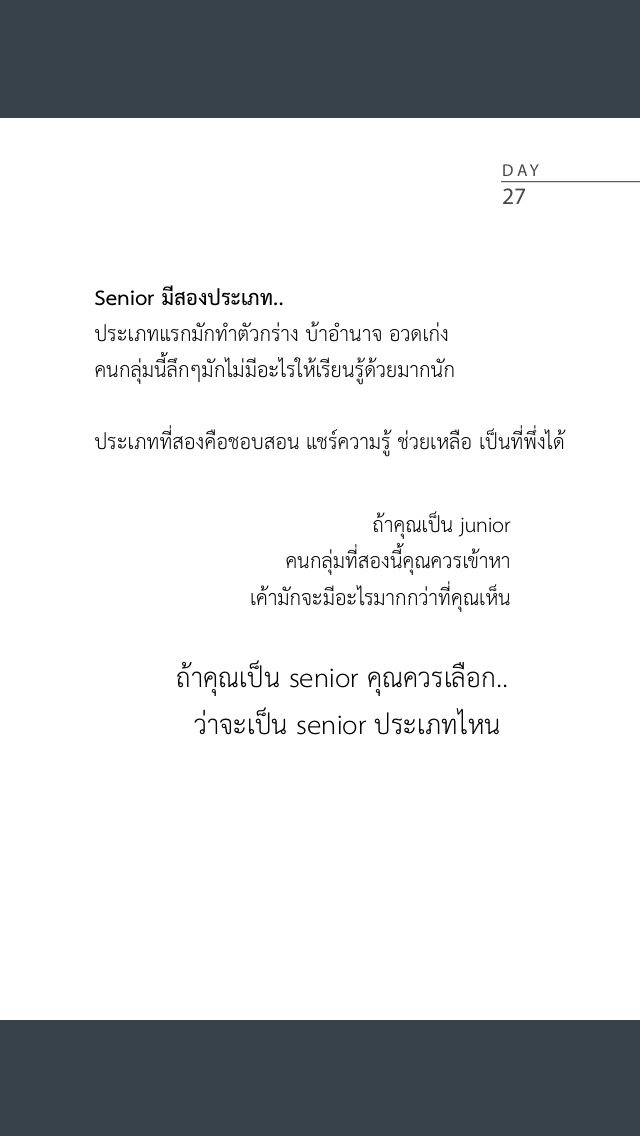 DAY
27
Senior มีสองประเภท..
ประเภทแรกมักทำตัวกร่าง บ้าอำนาจ อวดเก่ง
คนกลุ่มนี้ลึกๆมักไม่มีอะไรให้เรียนรู้ด้วยมากนัก
ประเภทที่สองคือชอบสอน แชร์ความรู้ ช่วยเหลือ เป็นที่พึ่งได้
ถ้าคุณเป็น junior
คนกลุ่มที่สองนี้คุณควรเข้าหา
เค้ามักจะมีอะไรมากกว่าที่คุณเห็น
ถ้าคุณเป็น senior คุณควรเลือก..
ว่าจะเป็น senior ประเภทไหน